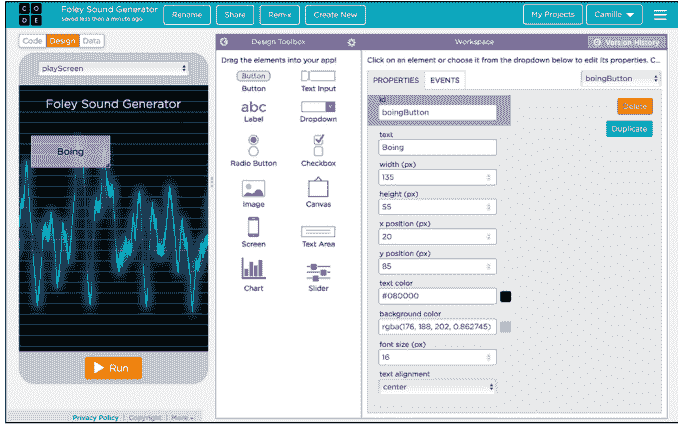 C O
D E
Foley Sound Generator
Saved less than a minute ago
Rename
Share
Remix
Create New
My Projects
Camille
Code
Design
Data
Design Toolbox
Workspace
Version History
playScreen
Foley Sound Generator
Boing
Run
Privacy Policy | Copyright | More
Drag the elements into your app!
Button
Button
Text Input
abc
Label
Dropdown
Radio Button
Checkbox
Image
Canvas
Screen
Text Area
Chart
Slider
Click on an element or choose it from the dropdown below to edit its properties. C...
PROPERTIES
EVENTS
boingButton
id
boingButton
Delete
Duplicate
text
Boing
width (px)
135
height (px)
55
x position (px)
20
y position (px)
85
text color
#080000
background color
rgba(176, 188, 202, 0.862745)
font size (px)
16
text alignment
center